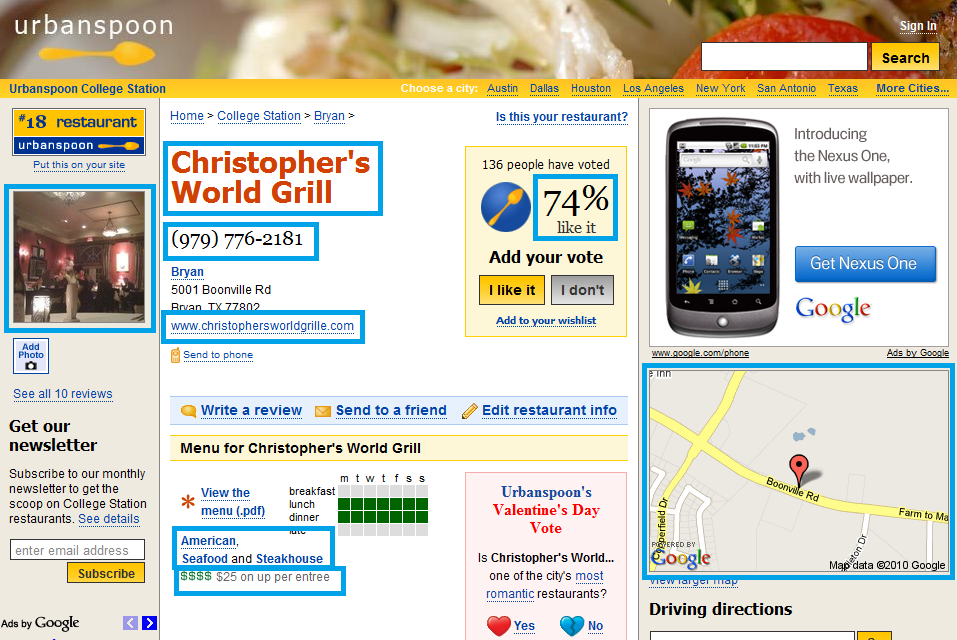 urbanspoon
Sign In
Search
Urbanspoon College Station
Choose a city: Austin Dallas Houston Los Angeles New York San Antonio Texas More Cities...
#18 restaurant
urbanspoon
Put this on your site
Add
Photo
See all 10 reviews
Get our
newsletter
Subscribe to our monthly
newsletter to get the
scoop on College Station
restaurants. See details
enter email address
Subscribe
Ads by Google
Home > College Station > Bryan >
Is this your restaurant?
Christopher's
World Grill
(979) 776-2181
Bryan
5001 Boonville Rd
Bryan, TX 77802
www.christophersworldgrille.com
Send to phone
136 people have voted
74%
like it
Add your vote
I like it
I don't
Add to your wishlist
Write a review
Send to a friend
Edit restaurant info
Menu for Christopher's World Grill
View the
menu (.pdf)
m t w t f s s
breakfast
lunch
dinner
late
American,
Seafood and Steakhouse
$$$$ $25 on up per entree
Urbanspoon's
Valentine's Day
Vote
Is Christopher's World...
one of the city's most
romantic restaurants?
Yes
No
Introducing
the Nexus One,
with live wallpaper.
Get Nexus One
Google
www.google.com/phone
Ads by Google
e Inn
Boonville Rd
Farm to Ma
Copperfield Dr
POWERED BY
Google
Map data ©2010 Google
View larger map
Driving directions